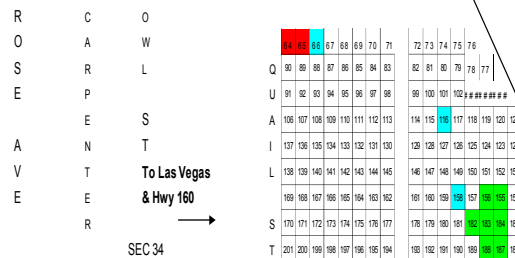 R C O
O A W
S R L
E P
E S
A N T
V T To Las Vegas
E E & Hwy 160
R
SEC 34
64 65 66 67 68 69 70 71 72 73 74 75 76
Q 90 89 88 87 86 85 84 83 82 81 80 79 78 77
U 91 92 93 94 95 96 97 98 99 100 101 102 ########
A 106 107 108 109 110 111 112 113 114 115 116 117 118 119 120
I 137 136 135 134 133 132 131 130 129 128 127 126 125 124 123
L 138 139 140 141 142 143 144 145 146 147 148 149 150 151 152
169 168 167 166 165 164 163 162 161 160 159 158 157 156 155
S 170 171 172 173 174 175 176 177 178 179 180 181 182 183 184
T 201 200 199 198 197 196 195 194 193 192 191 190 189 188 187